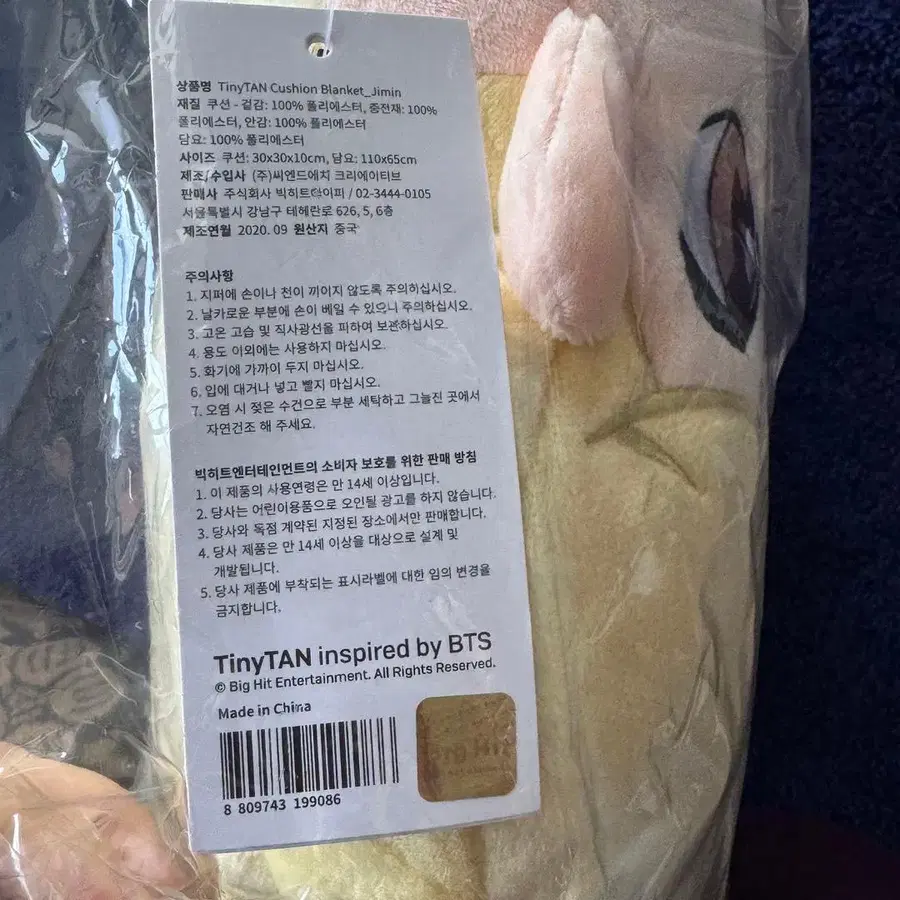 상품명 TinyTAN Cushion Blanket_Jimin
재질 쿠션 - 겉감: 100% 폴리에스터, 충전재: 100%
폴리에스터, 안감: 100% 폴리에스터
담요: 100% 폴리에스터
사이즈 쿠션: 30x30x10cm, 담요: 110x65cm
제조/수입사 (주)씨엔드에치 크리에이티브
판매사 주식회사 빅히트아이피 / 02-3444-0105
서울특별시 강남구 테헤란로 626, 5, 6층
제조연월 2020. 09 원산지 중국
주의사항
1. 지퍼에 손이나 천이 끼이지 않도록 주의하십시오.
2. 날카로운 부분에 손이 베일 수 있으니 주의하십시오.
3. 고온 고습 및 직사광선을 피하여 보관하십시오.
4. 용도 이외에는 사용하지 마십시오.
5. 화기에 가까이 두지 마십시오.
6. 입에 대거나 넣고 빨지 마십시오.
7. 오염 시 젖은 수건으로 부분 세탁하고 그늘진 곳에서
자연건조 해 주세요.
빅히트엔터테인먼트의 소비자 보호를 위한 판매 방침
1. 이 제품의 사용연령은 만 14세 이상입니다.
2. 당사는 어린이용품으로 오인될 광고를 하지 않습니다.
3. 당사와 독점 계약된 지정된 장소에서만 판매합니다.
4. 당사 제품은 만 14세 이상을 대상으로 설계 및
개발됩니다.
5. 당사 제품에 부착되는 표시라벨에 대한 임의 변경을
금지합니다.
TinyTAN inspired by BTS
© Big Hit Entertainment. All Rights Reserved.
Made in China
8 809743 199086